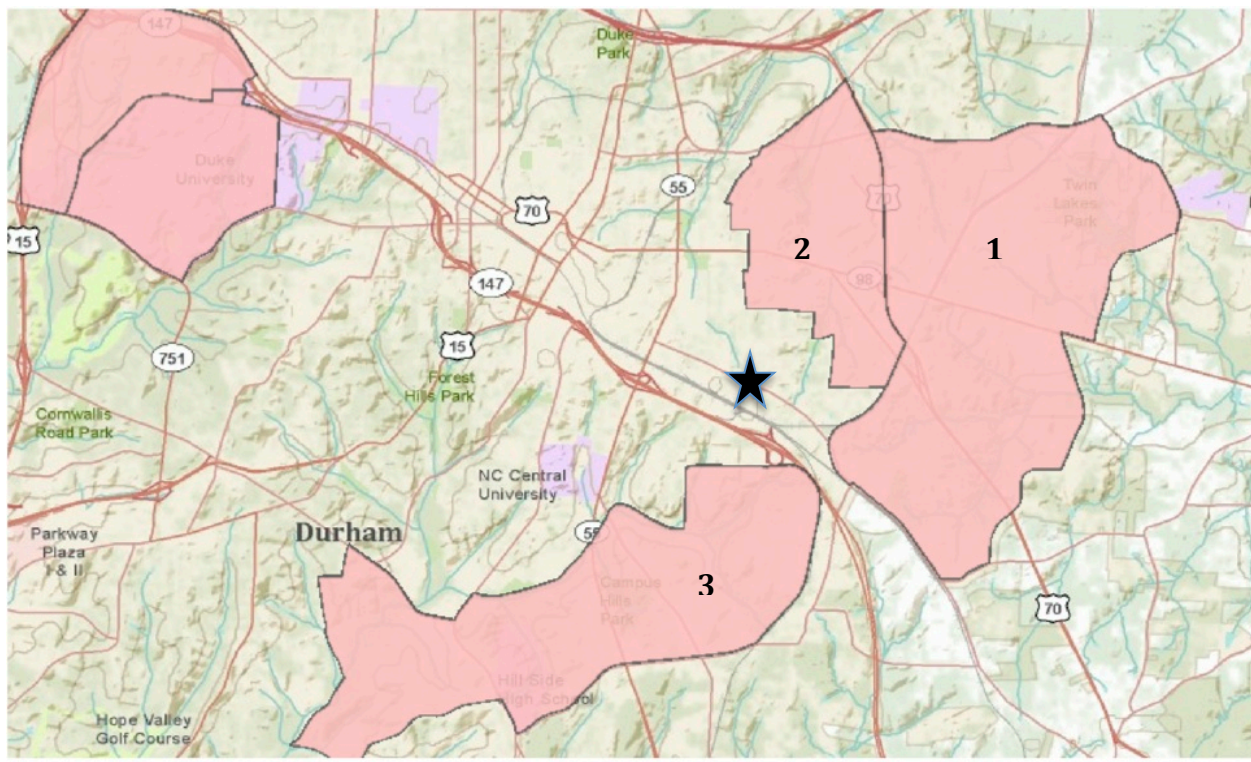 147
Duke
Park
Duke
University
55
70
70
Twin
Lakes
Park
15
2
1
147
98
15
751
Forest
Hills Park
Cornwallis
Road Park
NC Central
University
55
Durham
Parkway
Plaza
I & II
3
Campus
Hills
Park
70
Hill Side
High School
Hope Valley
Golf Course